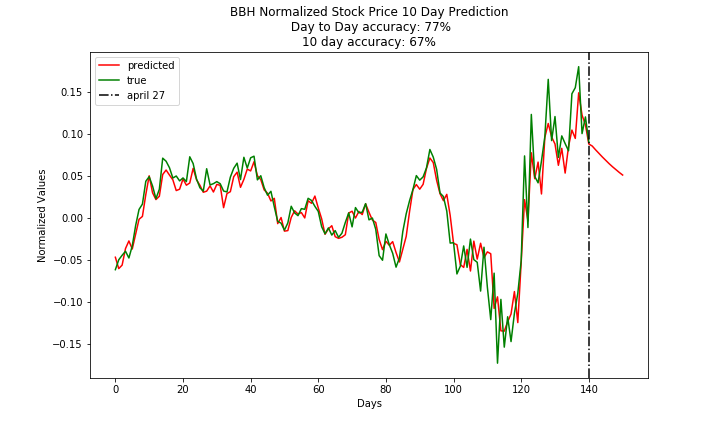 BBH Normalized Stock Price 10 Day Prediction
Day to Day accuracy: 77%
10 day accuracy: 67%
predicted
true
april 27
Normalized Values
0.15
0.10
0.05
0.00
−0.05
−0.10
−0.15
0 20 40 60 80 100 120 140
Days